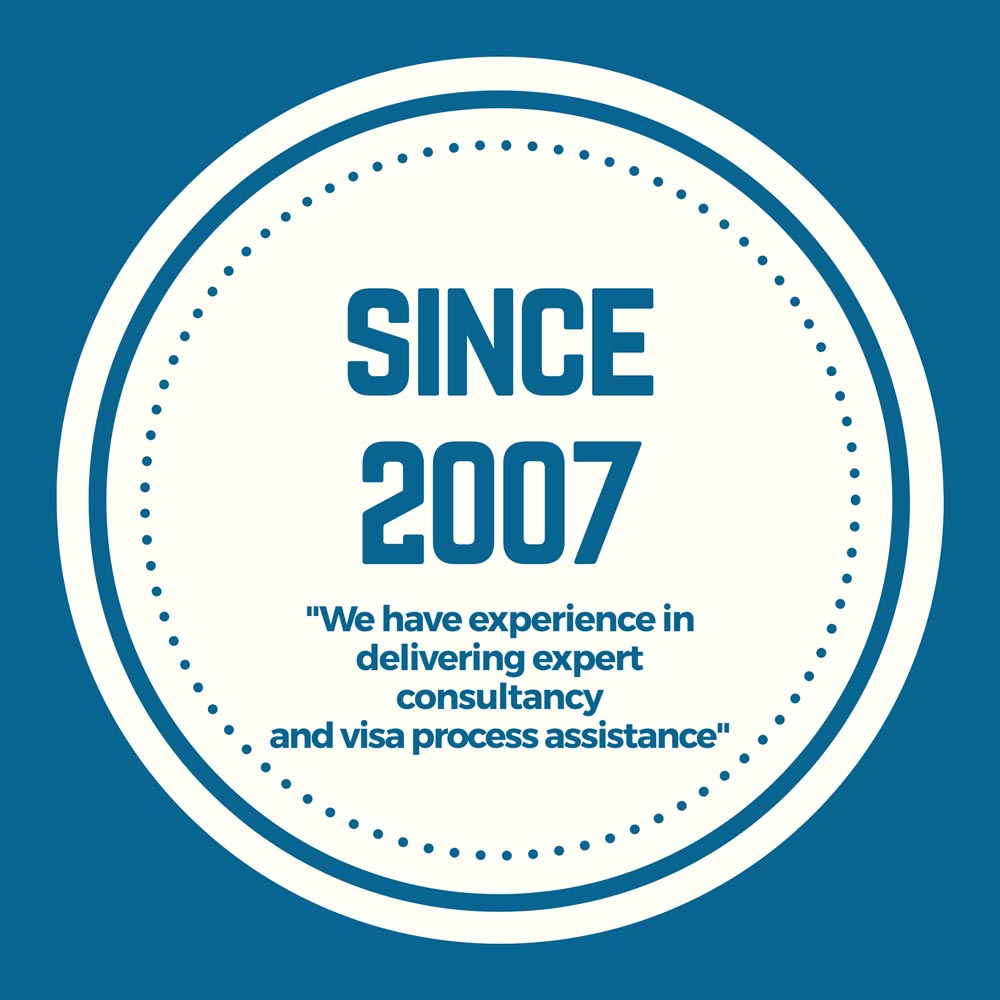 SINCE
2007
"We have experience in
delivering expert
consultancy
and visa process assistance"